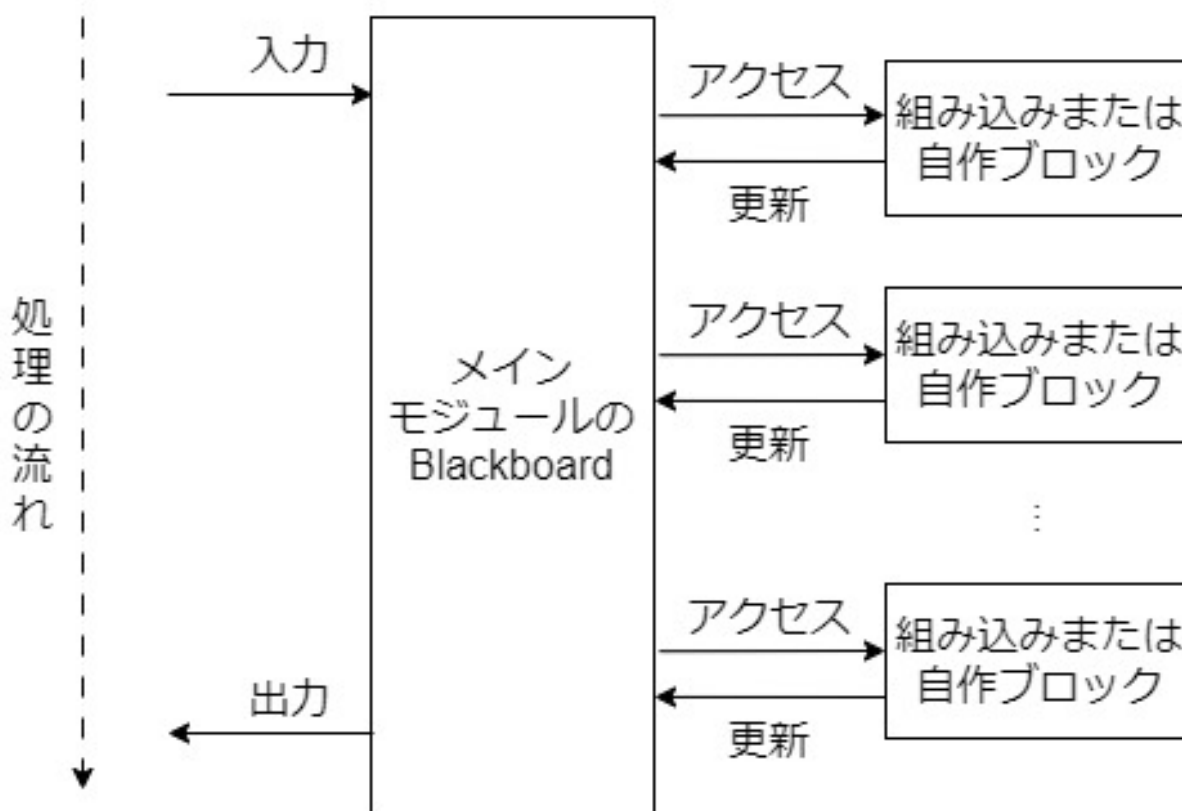 入力
アクセス
組み込みまたは
自作ブロック
更新
処理の流れ
メイン
モジュールの
Blackboard
アクセス
組み込みまたは
自作ブロック
更新
⋮
アクセス
組み込みまたは
自作ブロック
更新
出力